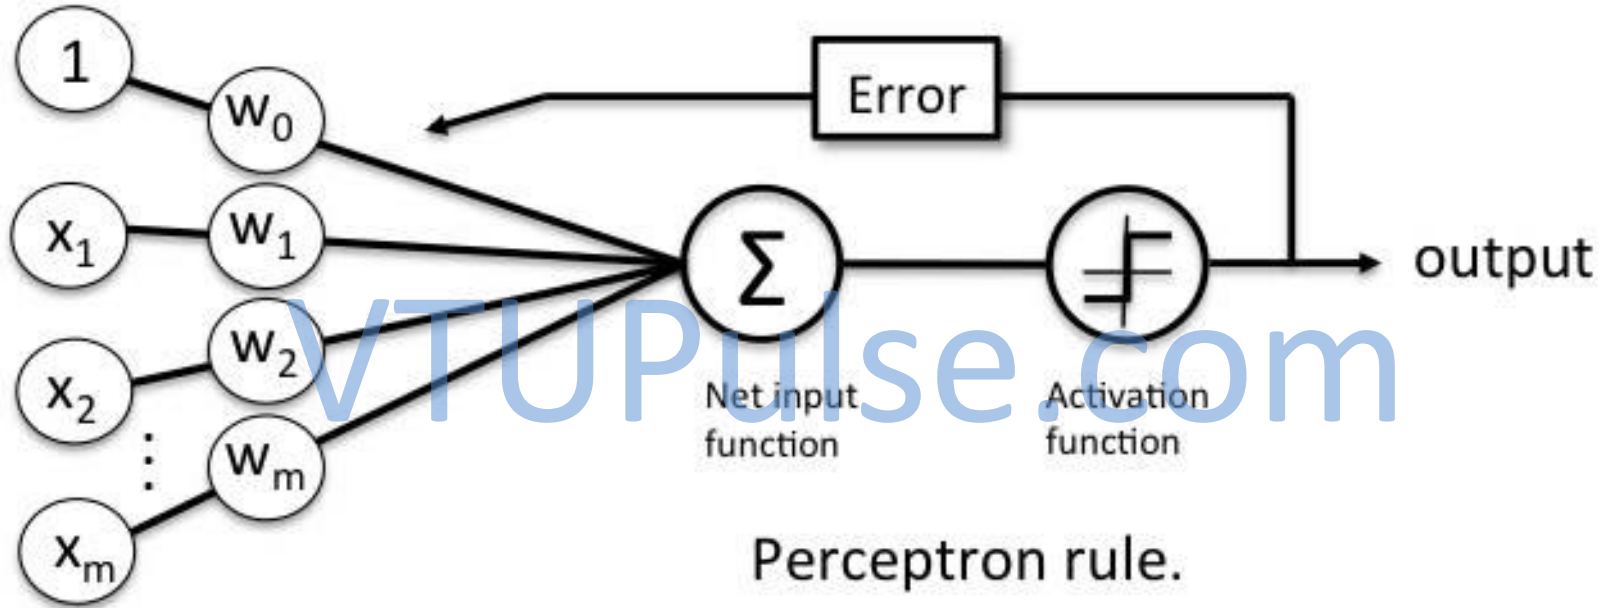 1
w0
Error
x1
w1
Σ
output
x2
w2
VTUPulse.com
Net input
function
Activation
function
⋮
wm
xm
Perceptron rule.